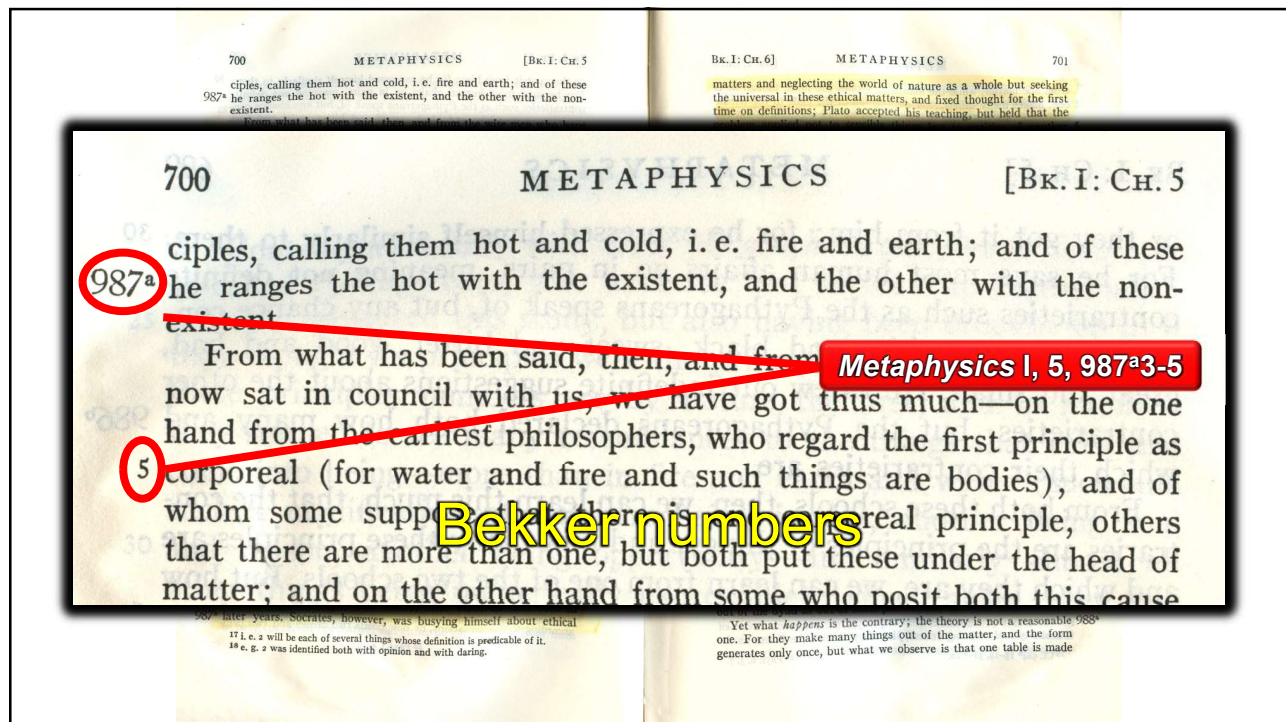 700 METAPHYSICS [BK. I: CH. 5
ciples, calling them hot and cold, i. e. fire and earth; and of these
987ᵃ he ranges the hot with the existent, and the other with the non-
existent.
BK. I: CH. 6] METAPHYSICS 701
matters and neglecting the world of nature as a whole but seeking
the universal in these ethical matters, and fixed thought for the first
time on definitions; Plato accepted his teaching, but held that the
700 METAPHYSICS [BK. I: CH. 5
ciples, calling them hot and cold, i. e. fire and earth; and of these
987ᵃ he ranges the hot with the existent, and the other with the non-
existent.
From what has been said, then, and from
Metaphysics I, 5, 987ᵃ3-5
now sat in council with us, we have got thus much—on the one
hand from the earliest philosophers, who regard the first principle as
5 corporeal (for water and fire and such things are bodies), and of
whom some suppose that there is one corporeal principle, others
Bekker numbers
that there are more than one, but both put these under the head of
matter; and on the other hand from some who posit both this cause
987ᵃ later years. Socrates, however, was busying himself about ethical
17 i. e. 2 will be each of several things whose definition is predicable of it.
18 e. g. 2 was identified both with opinion and with daring.
Yet what happens is the contrary; the theory is not a reasonable 988ᵃ
one. For they make many things out of the matter, and the form
generates only once, but what we observe is that one table is made